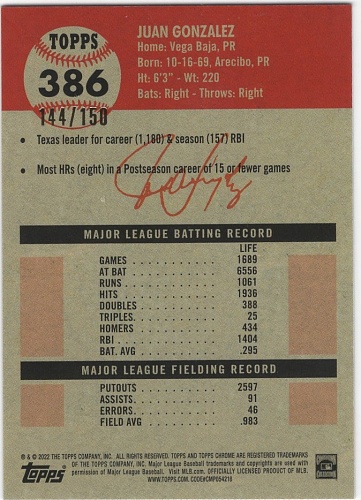 TOPPS
386
144/150
JUAN GONZALEZ
Home: Vega Baja, PR
Born: 10-16-69, Arecibo, PR
Ht: 6'3" - Wt: 220
Bats: Right - Throws: Right
• Texas leader for career (1,180) & season (157) RBI
• Most HRs (eight) in a Postseason career of 15 or fewer games
MAJOR LEAGUE BATTING RECORD
LIFE
GAMES 1689
AT BAT 6556
RUNS 1061
HITS 1936
DOUBLES 388
TRIPLES 25
HOMERS 434
RBI 1404
BAT. AVG .295
MAJOR LEAGUE FIELDING RECORD
PUTOUTS 2597
ASSISTS 91
ERRORS 46
FIELD AVG .983
® & © 2022 THE TOPPS COMPANY, INC. ALL RIGHTS RESERVED. TOPPS AND TOPPS CHROME ARE REGISTERED TRADEMARKS
OF THE TOPPS COMPANY, INC. Major League Baseball trademarks and copyrights are used with
permission of Major League Baseball. Visit MLB.com. OFFICIALLY LICENSED PRODUCT OF MLB.
WWW.TOPPS.COM. CODE#CMP054210
Topps